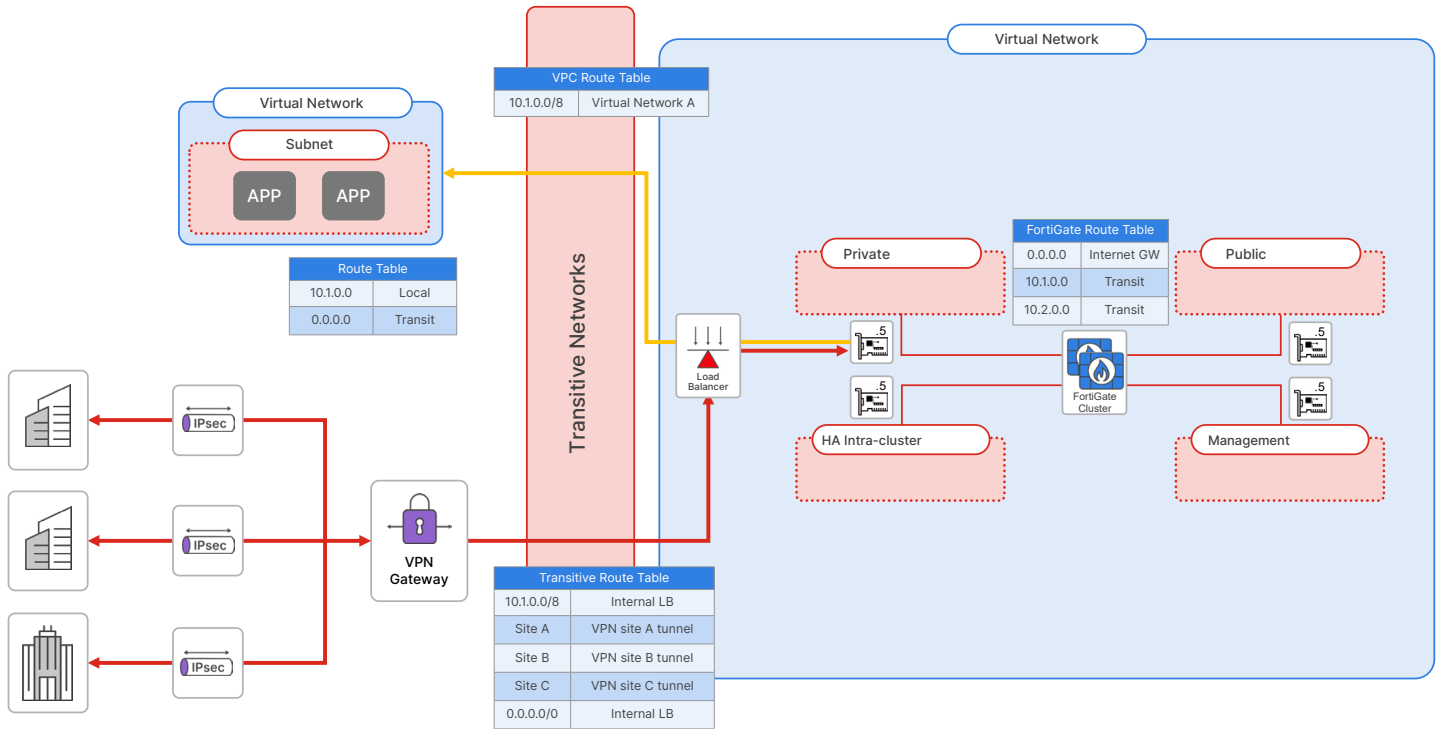 Virtual Network
VPC Route Table
10.1.0.0/8 Virtual Network A
Virtual Network
Subnet
APP APP
Route Table
10.1.0.0 Local
0.0.0.0 Transit
Transitive Networks
FortiGate Route Table
0.0.0.0 Internet GW
10.1.0.0 Transit
10.2.0.0 Transit
Private
Public
.5
.5
Load
Balancer
.5
.5
FortiGate
Cluster
HA Intra-cluster
Management
IPsec
IPsec
IPsec
VPN
Gateway
Transitive Route Table
10.1.0.0/8 Internal LB
Site A VPN site A tunnel
Site B VPN site B tunnel
Site C VPN site C tunnel
0.0.0.0/0 Internal LB